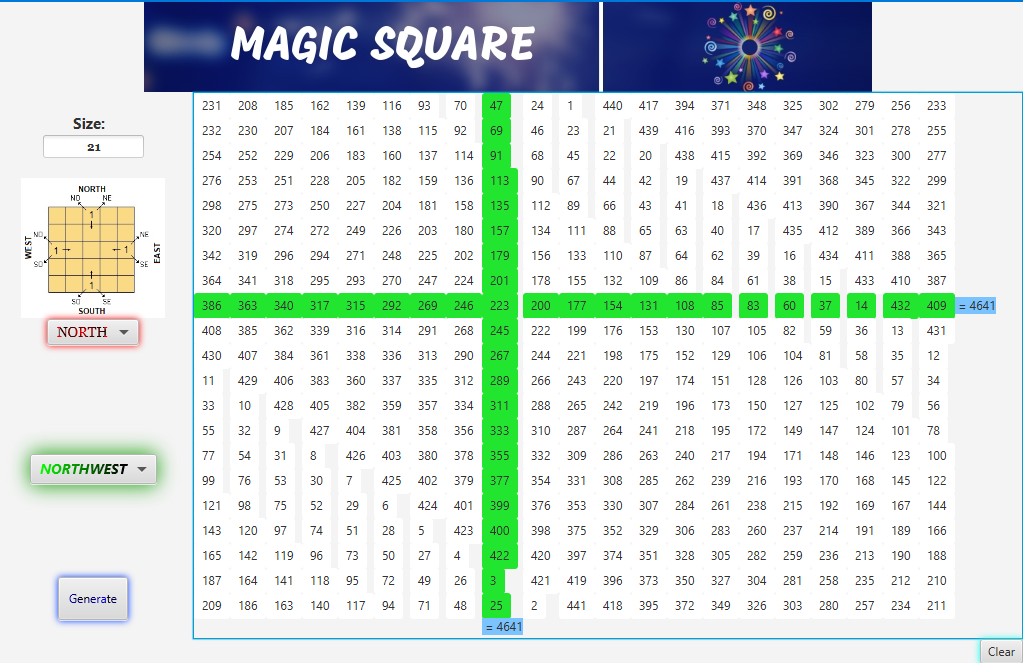 MAGIC SQUARE
Size:
21
NORTH
NO NE
1
NO NE
WEST
1 1
EAST
SO SE
1
SO SE
SOUTH
NORTH
NORTHWEST
Generate
231 208 185 162 139 116 93 70 47 24 1 440 417 394 371 348 325 302 279 256 233
232 230 207 184 161 138 115 92 69 46 23 21 439 416 393 370 347 324 301 278 255
254 252 229 206 183 160 137 114 91 68 45 22 20 438 415 392 369 346 323 300 277
276 253 251 228 205 182 159 136 113 90 67 44 42 19 437 414 391 368 345 322 299
298 275 273 250 227 204 181 158 135 112 89 66 43 41 18 436 413 390 367 344 321
320 297 274 272 249 226 203 180 157 134 111 88 65 63 40 17 435 412 389 366 343
342 319 296 294 271 248 225 202 179 156 133 110 87 64 62 39 16 434 411 388 365
364 341 318 295 293 270 247 224 201 178 155 132 109 86 84 61 38 15 433 410 387
386 363 340 317 315 292 269 246 223 200 177 154 131 108 85 83 60 37 14 432 409 = 4641
408 385 362 339 316 314 291 268 245 222 199 176 153 130 107 105 82 59 36 13 431
430 407 384 361 338 336 313 290 267 244 221 198 175 152 129 106 104 81 58 35 12
11 429 406 383 360 337 335 312 289 266 243 220 197 174 151 128 126 103 80 57 34
33 10 428 405 382 359 357 334 311 288 265 242 219 196 173 150 127 125 102 79 56
55 32 9 427 404 381 358 356 333 310 287 264 241 218 195 172 149 147 124 101 78
77 54 31 8 426 403 380 378 355 332 309 286 263 240 217 194 171 148 146 123 100
99 76 53 30 7 425 402 379 377 354 331 308 285 262 239 216 193 170 168 145 122
121 98 75 52 29 6 424 401 399 376 353 330 307 284 261 238 215 192 169 167 144
143 120 97 74 51 28 5 423 400 398 375 352 329 306 283 260 237 214 191 189 166
165 142 119 96 73 50 27 4 422 420 397 374 351 328 305 282 259 236 213 190 188
187 164 141 118 95 72 49 26 3 421 419 396 373 350 327 304 281 258 235 212 210
209 186 163 140 117 94 71 48 25 2 441 418 395 372 349 326 303 280 257 234 211
= 4641
Clear